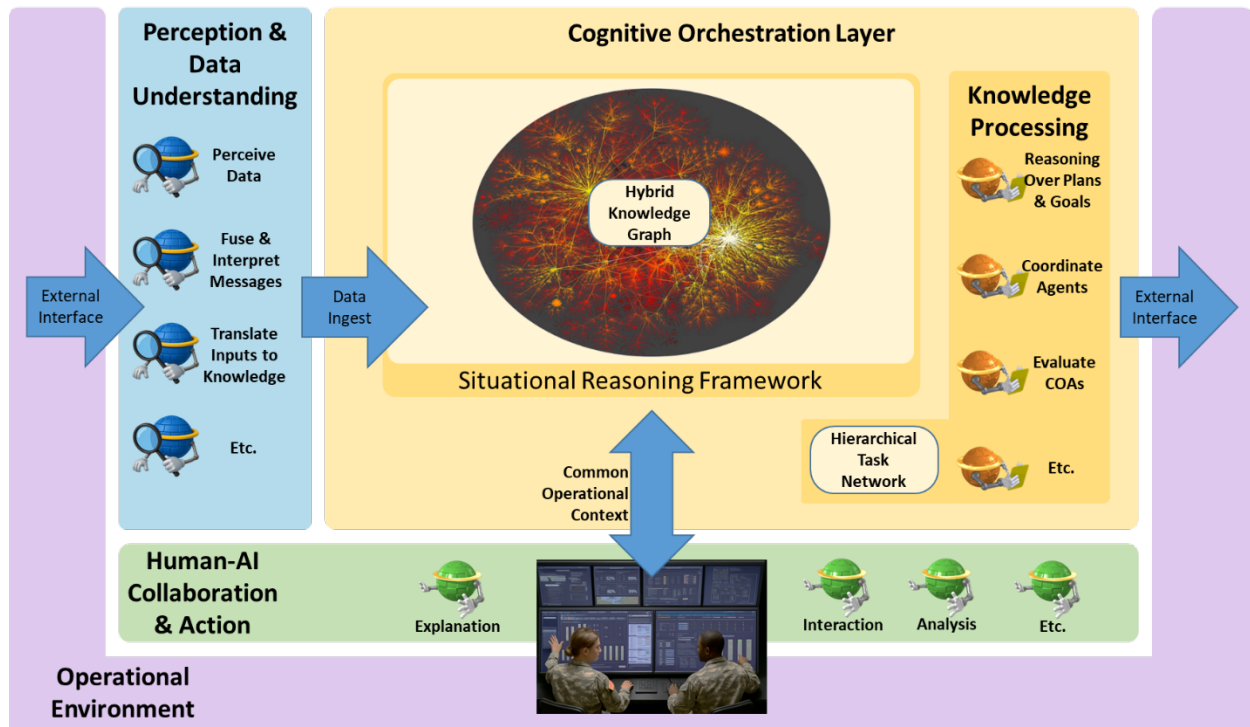 Perception &
Data
Understanding
Perceive
Data
Fuse &
Interpret
Messages
Translate
Inputs to
Knowledge
Etc.
External
Interface
Data
Ingest
Cognitive Orchestration Layer
Hybrid
Knowledge
Graph
Situational Reasoning Framework
Knowledge
Processing
Reasoning
Over Plans
& Goals
Coordinate
Agents
Evaluate
COAs
Etc.
Hierarchical
Task
Network
External
Interface
Common
Operational
Context
Human-AI
Collaboration
& Action
Explanation
Interaction
Analysis
Etc.
Operational
Environment